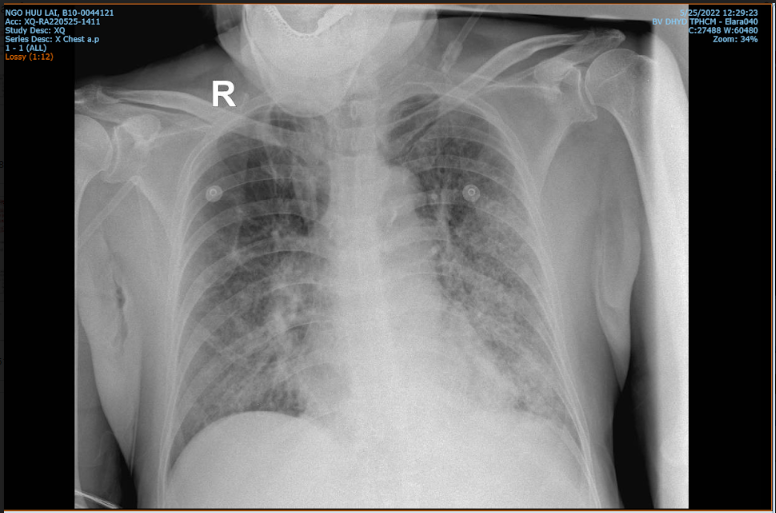 NGO HUU LAI, B10-0044121
Acc: XQ-RA220525-1411
Study Desc: XQ
Series Desc: X Chest a.p
1 - 1 (ALL)
Lossy (1:12)
5/25/2022 12:29:23
BV DHYD TPHCM - Elara040
C:27488 W:60480
Zoom: 34%
R